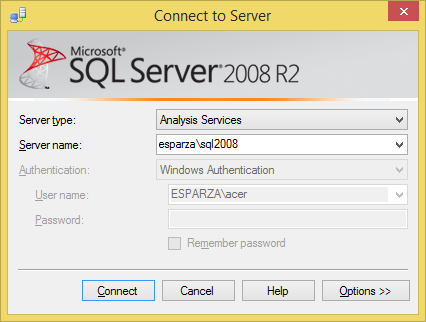 Connect to Server
Microsoft®
SQL Server® 2008 R2
Server type: Analysis Services
Server name: esparza\sql2008
Authentication: Windows Authentication
User name: ESPARZA\acer
Password:
Remember password
Connect Cancel Help Options >>